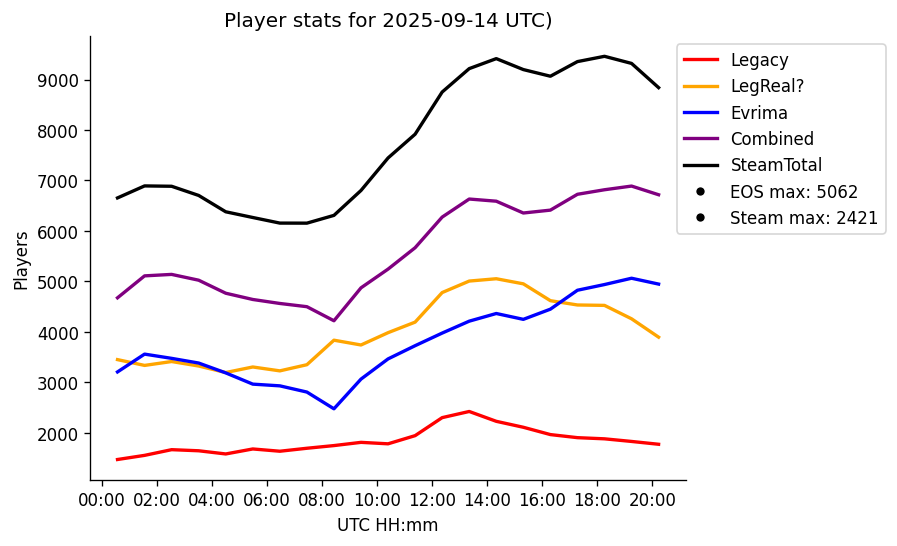 Player stats for 2025-09-14 UTC)
Players
9000
8000
7000
6000
5000
4000
3000
2000
00:00 02:00 04:00 06:00 08:00 10:00 12:00 14:00 16:00 18:00 20:00
UTC HH:mm
Legacy
LegReal?
Evrima
Combined
SteamTotal
EOS max: 5062
Steam max: 2421